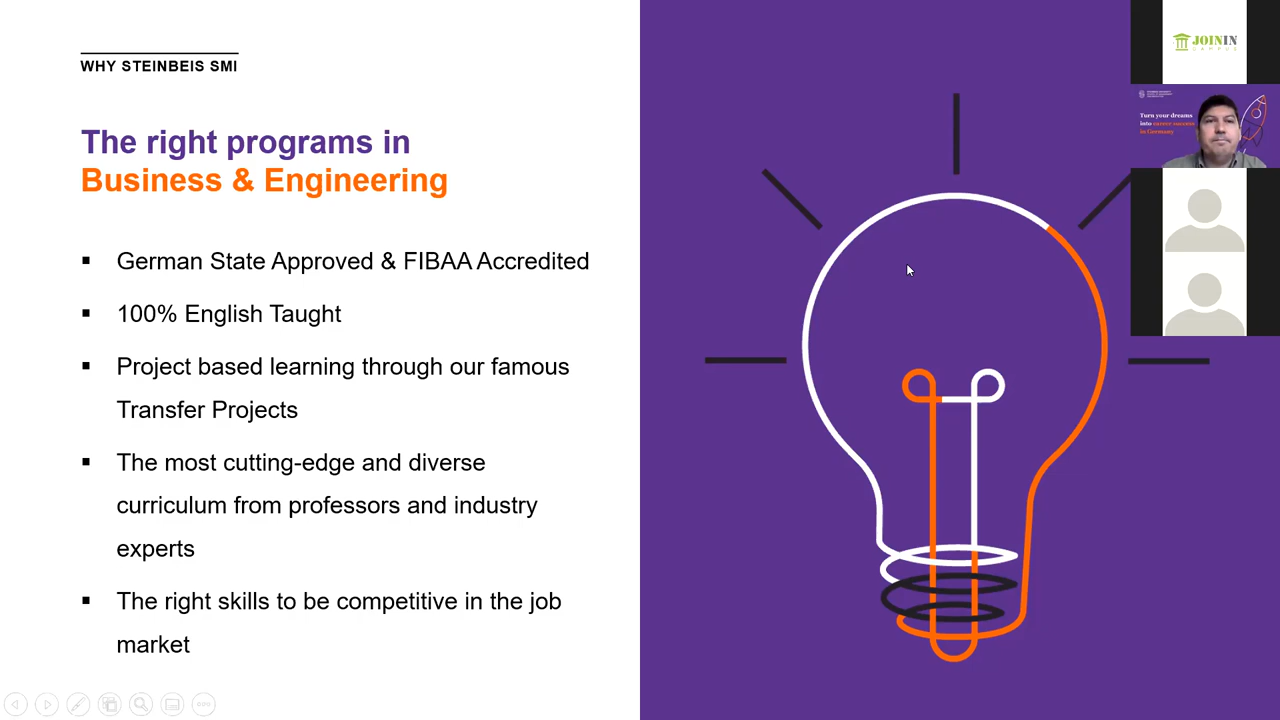 WHY STEINBEIS SMI
The right programs in
Business & Engineering
▪ German State Approved & FIBAA Accredited
▪ 100% English Taught
▪ Project based learning through our famous
Transfer Projects
▪ The most cutting-edge and diverse
curriculum from professors and industry
experts
▪ The right skills to be competitive in the job
market
JOININ
CAMPUS
Turn your dreams
into career success
in Germany